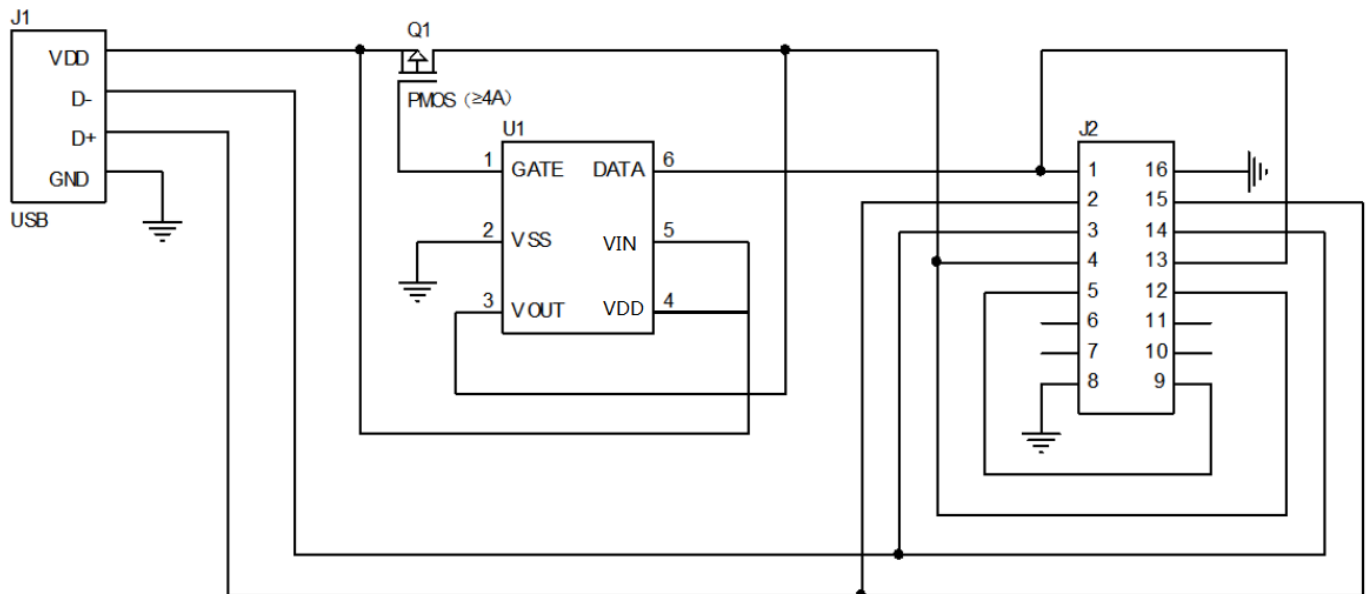 J1
VDD
D-
D+
GND
USB
Q1
PMOS (≥4A)
U1
1 GATE DATA 6
2 VSS VIN 5
3 VOUT VDD 4
J2
1 16
2 15
3 14
4 13
5 12
6 11
7 10
8 9